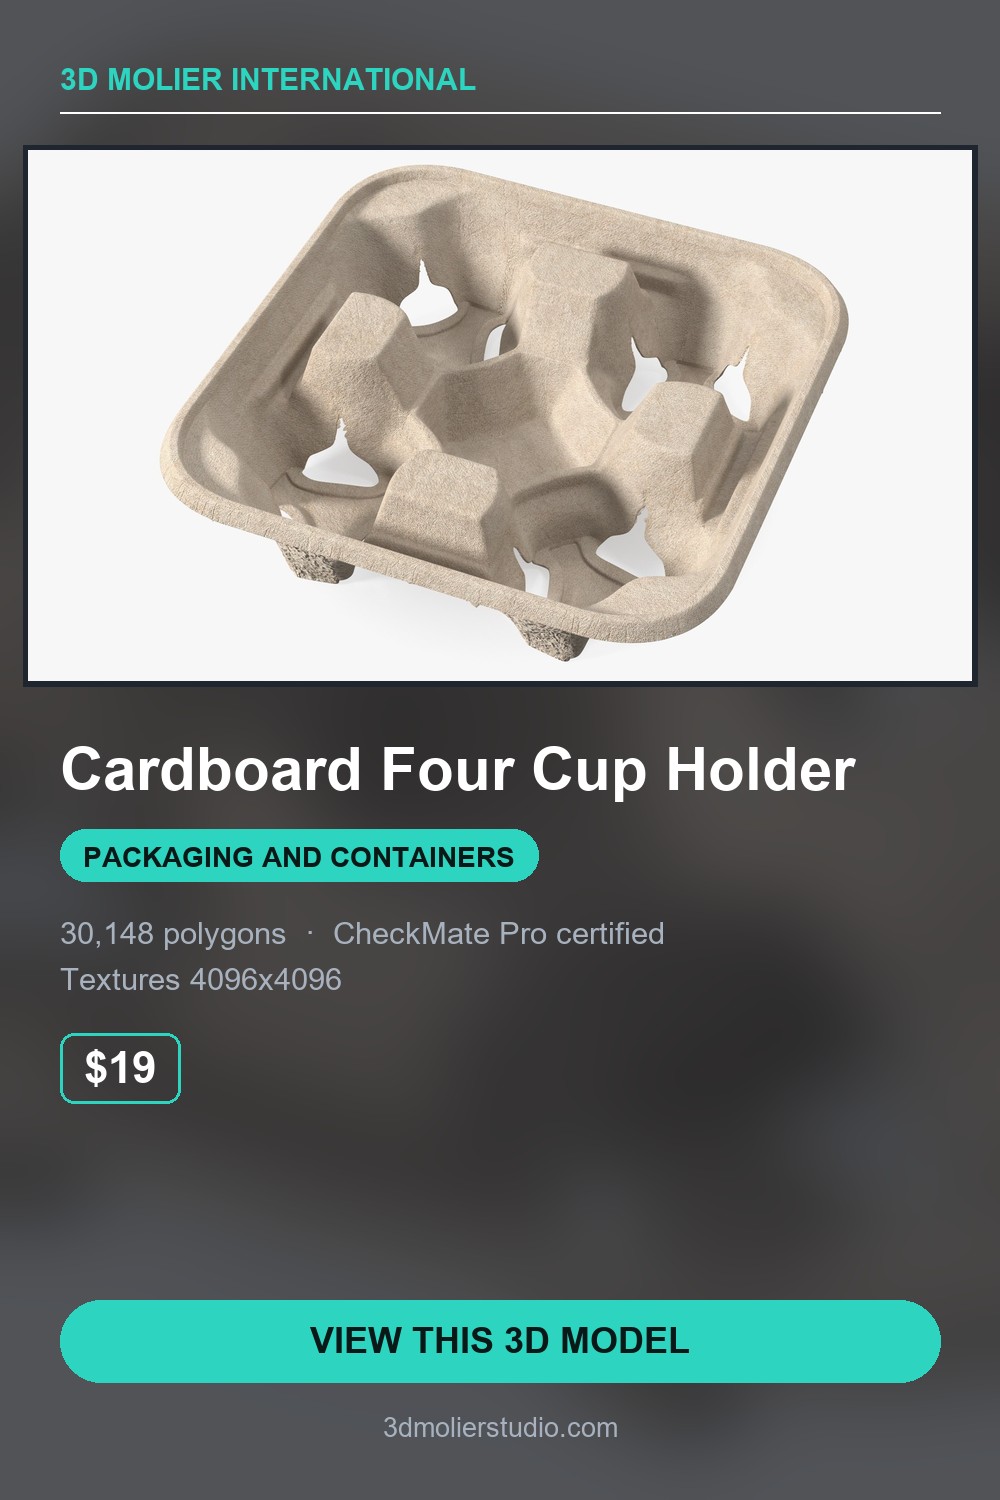 3D MOLIER INTERNATIONAL
Cardboard Four Cup Holder
PACKAGING AND CONTAINERS
30,148 polygons · CheckMate Pro certified
Textures 4096x4096
$19
VIEW THIS 3D MODEL
3dmolierstudio.com